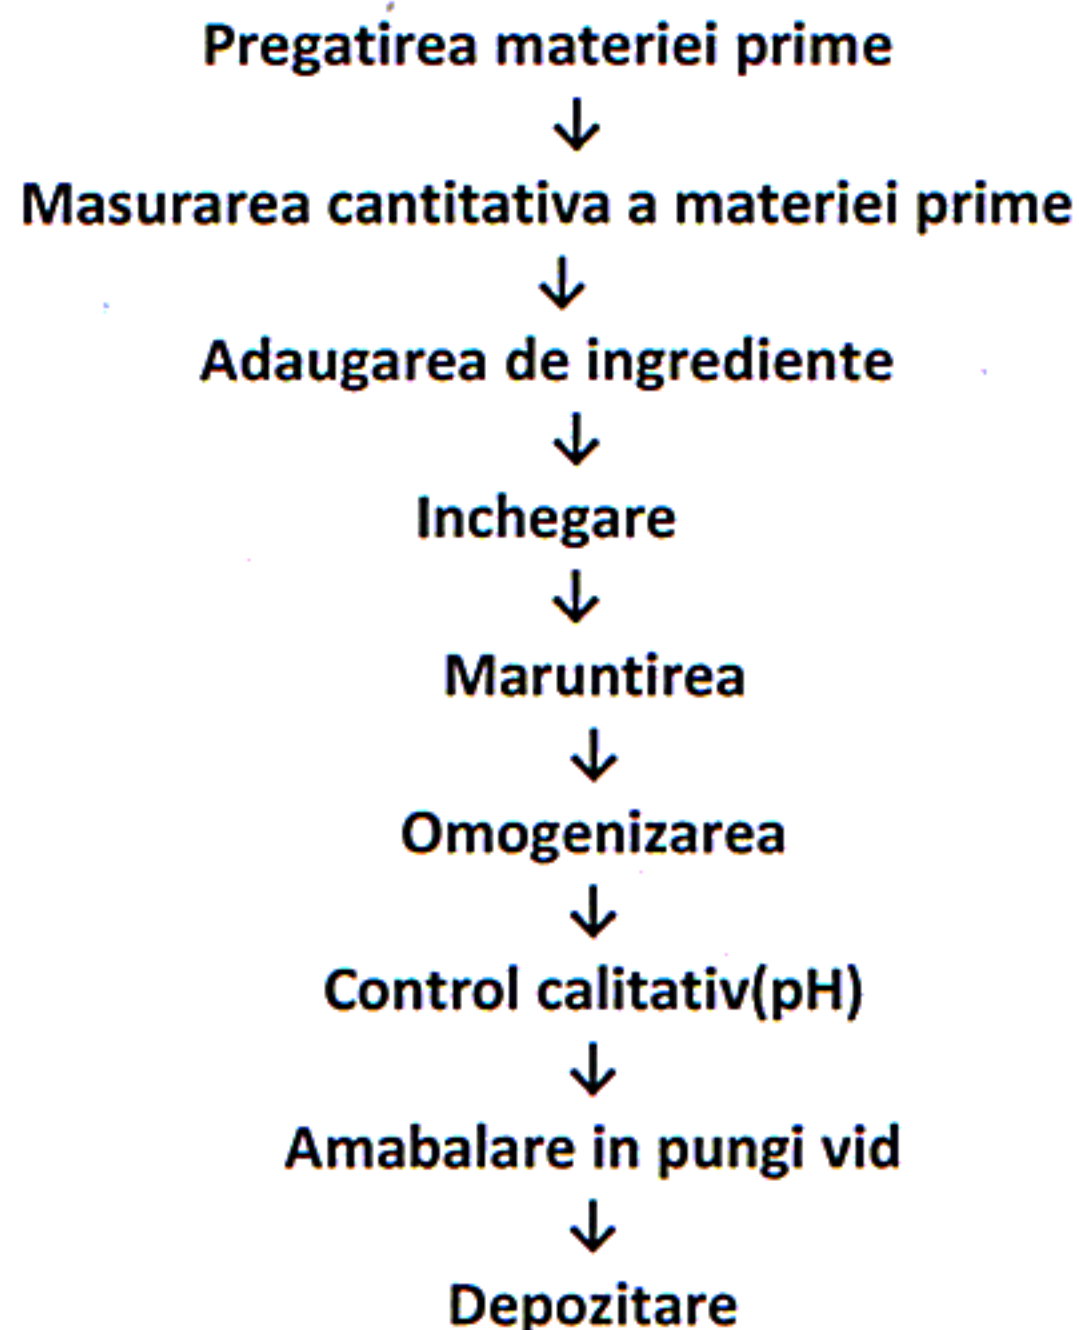 Pregatirea materiei prime
Masurarea cantitativa a materiei prime
Adaugarea de ingrediente
Inchegare
Maruntirea
Omogenizarea
Control calitativ(pH)
Amabalare in pungi vid
Depozitare